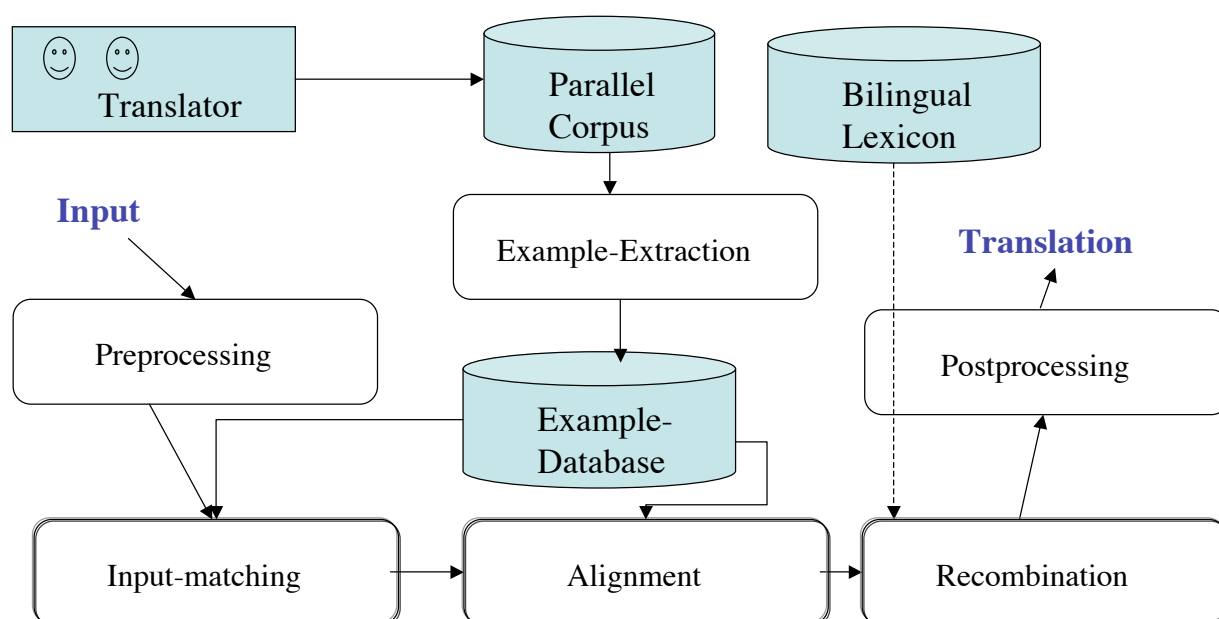 Translator
Parallel
Corpus
Bilingual
Lexicon
Input
Example-Extraction
Translation
Preprocessing
Postprocessing
Example-
Database
Input-matching
Alignment
Recombination